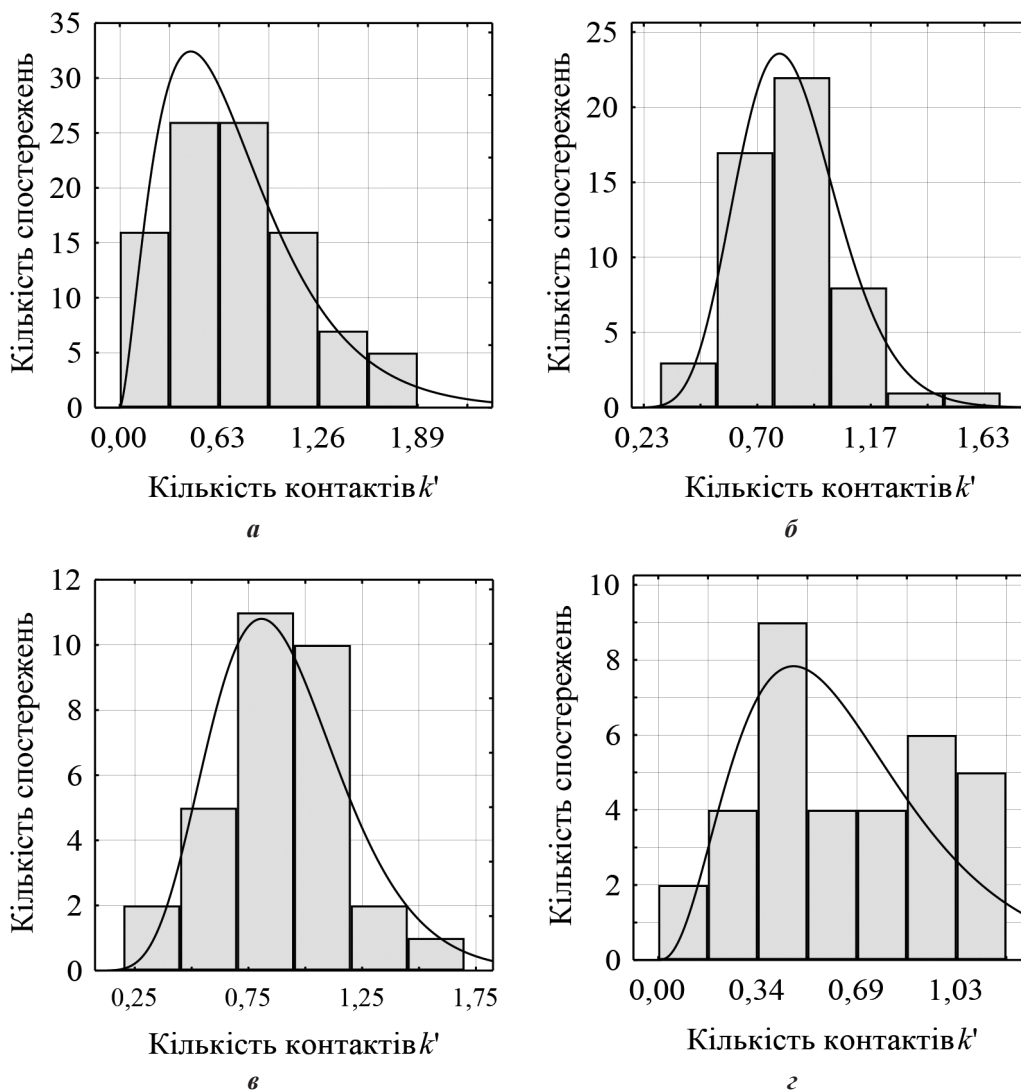 Кількість спостережень
35
30
25
20
15
10
5
0
0,00 0,63 1,26 1,89
Кількість контактів k'
а
Кількість спостережень
25
20
15
10
5
0
0,23 0,70 1,17 1,63
Кількість контактів k'
б
Кількість спостережень
12
10
8
6
4
2
0
0,25 0,75 1,25 1,75
Кількість контактів k'
в
Кількість спостережень
10
8
6
4
2
0
0,00 0,34 0,69 1,03
Кількість контактів k'
г